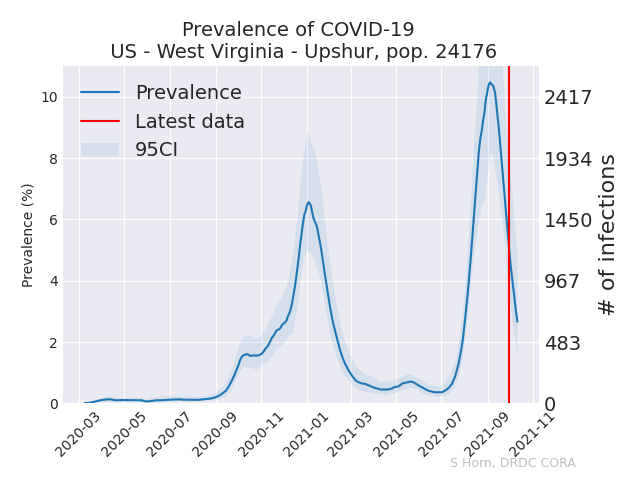 Prevalence of COVID-19
US - West Virginia - Upshur, pop. 24176
Prevalence
Latest data
95CI
Prevalence (%)
10
8
6
4
2
0
2417
1934
1450
967
483
0
# of infections
2020-03
2020-05
2020-07
2020-09
2020-11
2021-01
2021-03
2021-05
2021-07
2021-09
2021-11
S Horn, DRDC CORA